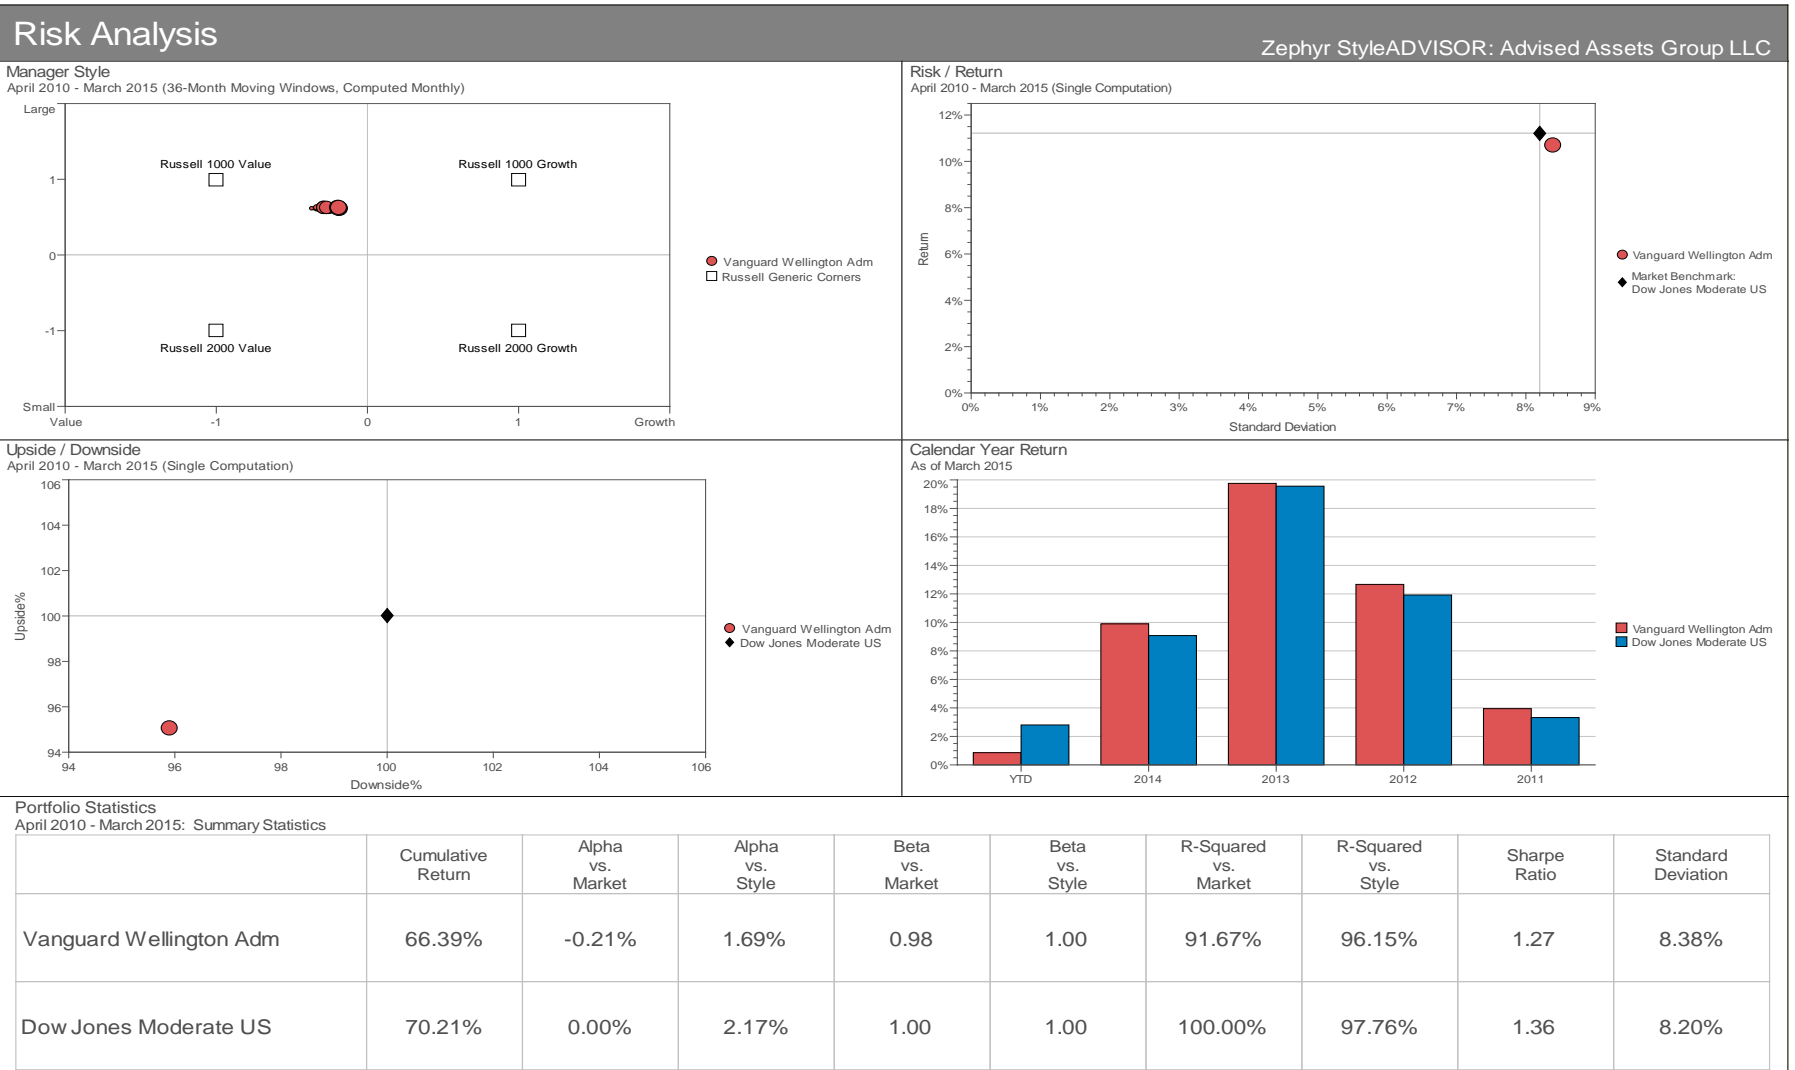 Risk Analysis
Zephyr StyleADVISOR: Advised Assets Group LLC
Manager Style
April 2010 - March 2015 (36-Month Moving Windows, Computed Monthly)
Large
1
0
-1
Small
Value
-1
0
1
Growth
Russell 1000 Value
Russell 1000 Growth
Russell 2000 Value
Russell 2000 Growth
Vanguard Wellington Adm
Russell Generic Corners
Risk / Return
April 2010 - March 2015 (Single Computation)
Return
12%
10%
8%
6%
4%
2%
0%
0%
1%
2%
3%
4%
5%
6%
7%
8%
9%
Standard Deviation
Vanguard Wellington Adm
Market Benchmark:
Dow Jones Moderate US
Upside / Downside
April 2010 - March 2015 (Single Computation)
Upside%
106
104
102
100
98
96
94
94
96
98
100
102
104
106
Downside%
Vanguard Wellington Adm
Dow Jones Moderate US
Calendar Year Return
As of March 2015
20%
18%
16%
14%
12%
10%
8%
6%
4%
2%
0%
YTD
2014
2013
2012
2011
Vanguard Wellington Adm
Dow Jones Moderate US
Portfolio Statistics
April 2010 - March 2015: Summary Statistics
Cumulative
Return
Alpha
vs.
Market
Alpha
vs.
Style
Beta
vs.
Market
Beta
vs.
Style
R-Squared
vs.
Market
R-Squared
vs.
Style
Sharpe
Ratio
Standard
Deviation
Vanguard Wellington Adm 66.39% -0.21% 1.69% 0.98 1.00 91.67% 96.15% 1.27 8.38%
Dow Jones Moderate US 70.21% 0.00% 2.17% 1.00 1.00 100.00% 97.76% 1.36 8.20%